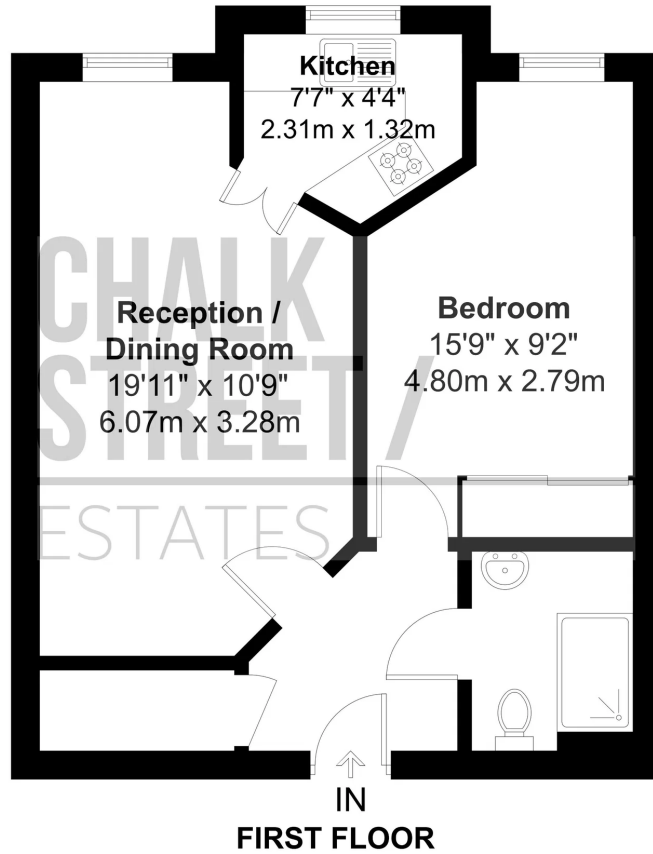 Kitchen
7'7" x 4'4"
2.31m x 1.32m
CHALK
STREET /
ESTATES
Reception /
Dining Room
19'11" x 10'9"
6.07m x 3.28m
Bedroom
15'9" x 9'2"
4.80m x 2.79m
IN
FIRST FLOOR